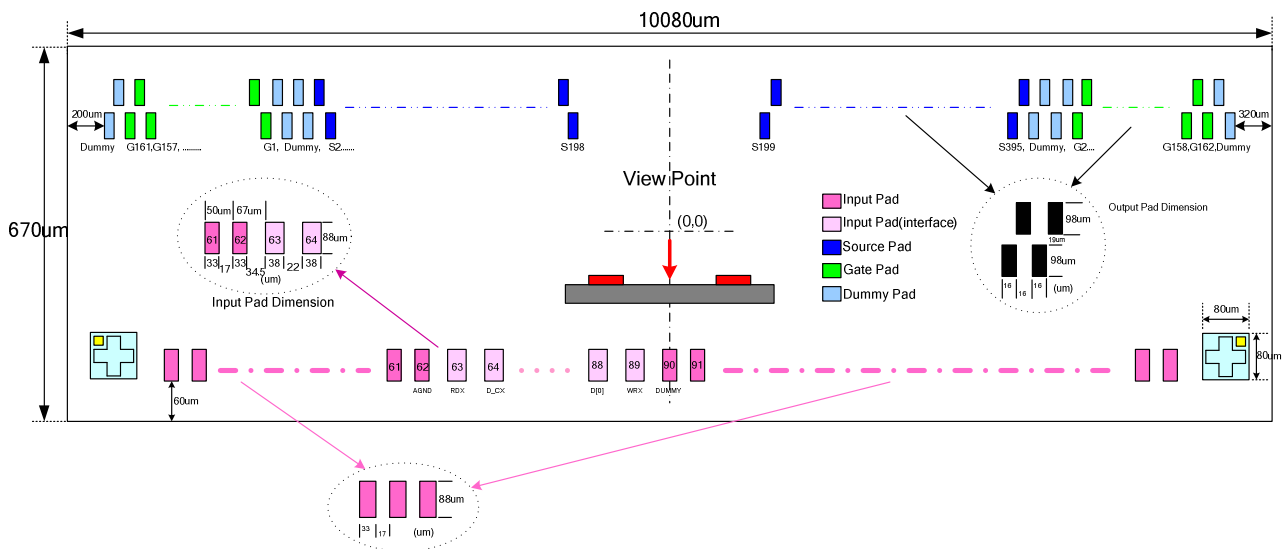 10080um
200um
320um
Dummy G161,G157, ........ G1, Dummy, S2...... S198 S199 S395, Dummy, G2.... G158,G162,Dummy
View Point
(0,0)
670um
50um 67um
61 62 63 64
88um
33 17 33 34.5 38 22 38
(um)
Input Pad Dimension
Input Pad
Input Pad(interface)
Source Pad
Gate Pad
Dummy Pad
Output Pad Dimension
98um
19um
98um
16 16 16 (um)
80um
80um
61 62 63 64 88 89 90 91
AGND RDX D_CX D[0] WRX DUMMY
60um
88um
33 17 (um)